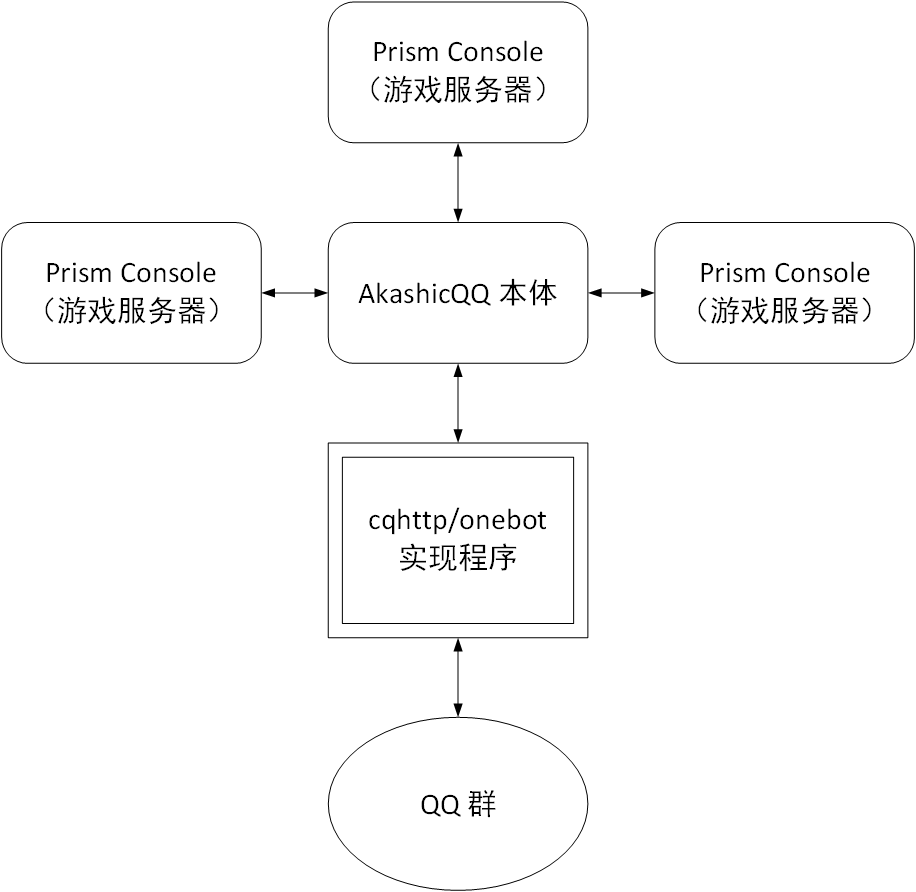 Prism Console
（游戏服务器）
Prism Console
（游戏服务器）
AkashicQQ 本体
Prism Console
（游戏服务器）
cqhttp/onebot
实现程序
QQ 群